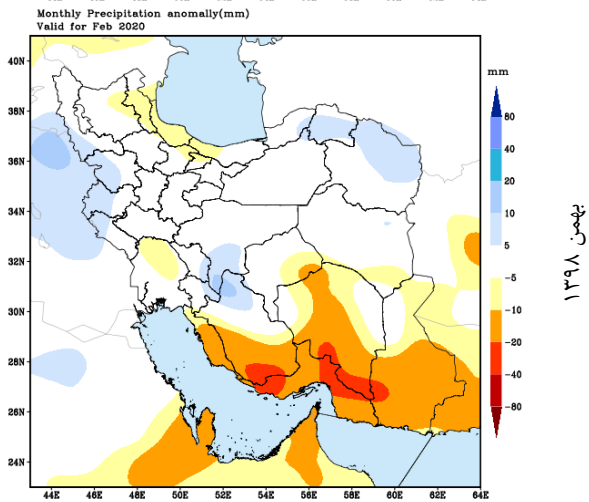 Monthly Precipitation anomaly(mm)
Valid for Feb 2020
40N
38N
36N
34N
32N
30N
28N
26N
24N
44E
46E
48E
50E
52E
54E
56E
58E
60E
62E
64E
mm
80
40
20
10
5
-5
-10
-20
-40
-80
بهمن ۱۳۹۸